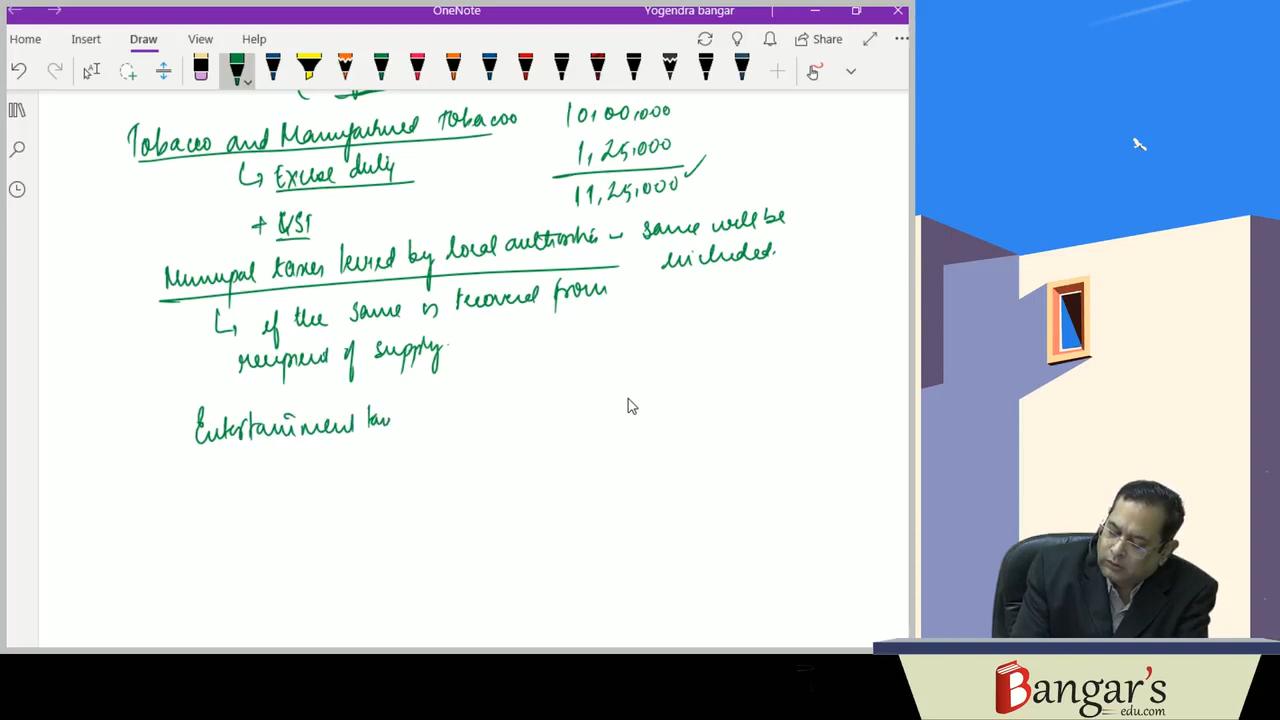 OneNote
Yogendra bangar
Home Insert Draw View Help
Share
Tobacco and Manufactured tobacco
↳ Excise duty
+ GST
10,00,000
1,25,000
11,25,000 ✓
Municipal taxes levied by local authorities – same will be
included.
↳ if the same is recovered from
recipient of supply.
Entertainment tax
Bangar's
edu.com